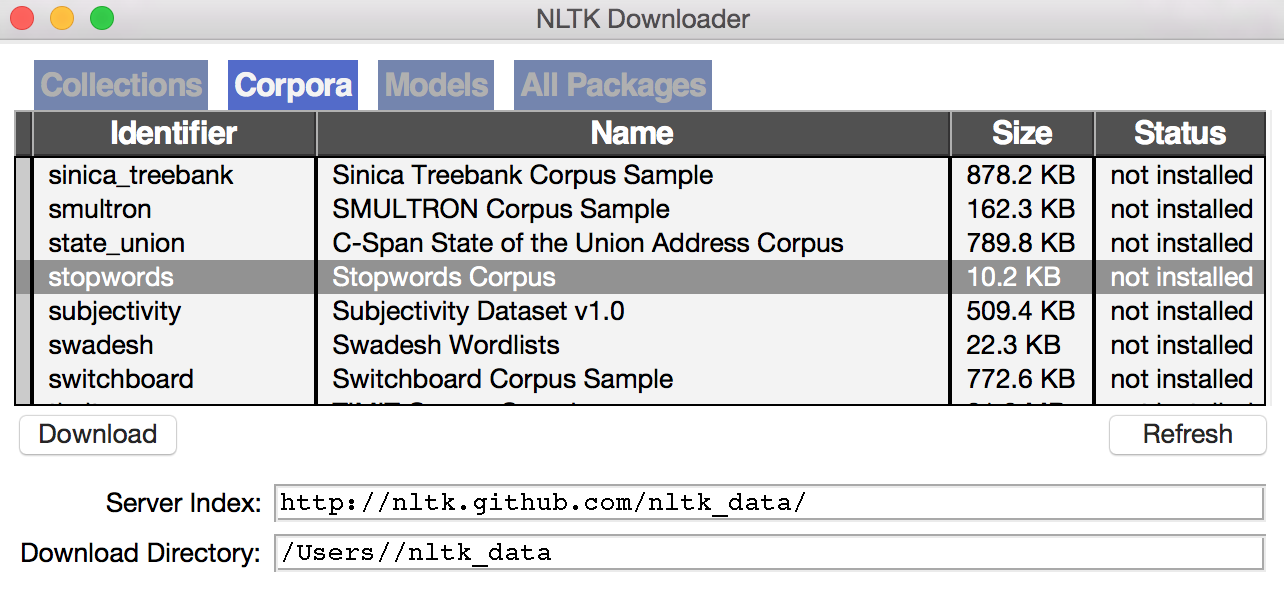 NLTK Downloader
Collections Corpora Models All Packages
Identifier Name Size Status
sinica_treebank Sinica Treebank Corpus Sample 878.2 KB not installed
smultron SMULTRON Corpus Sample 162.3 KB not installed
state_union C-Span State of the Union Address Corpus 789.8 KB not installed
stopwords Stopwords Corpus 10.2 KB not installed
subjectivity Subjectivity Dataset v1.0 509.4 KB not installed
swadesh Swadesh Wordlists 22.3 KB not installed
switchboard Switchboard Corpus Sample 772.6 KB not installed
Download Refresh
Server Index: http://nltk.github.com/nltk_data/
Download Directory: /Users//nltk_data